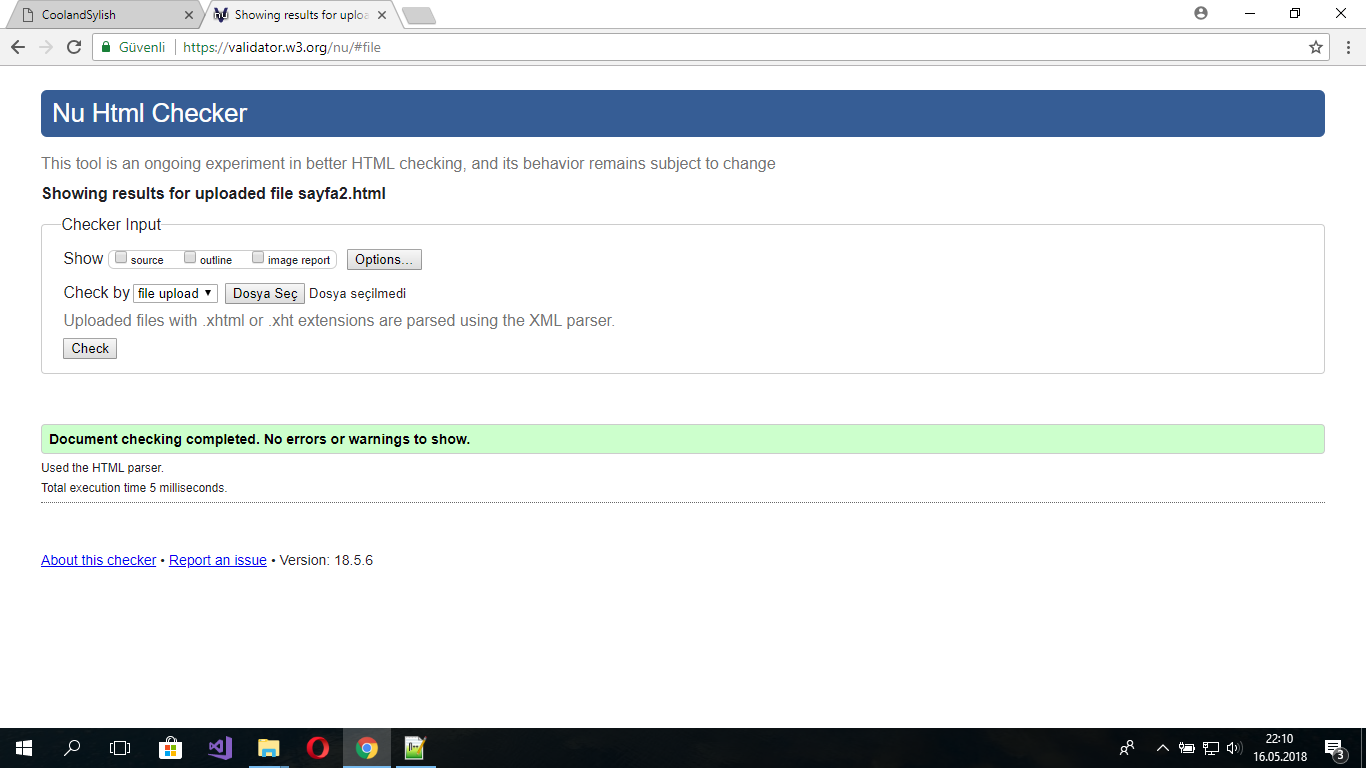 CoolandSylish
Showing results for uploa
Güvenli https://validator.w3.org/nu/#file
Nu Html Checker
This tool is an ongoing experiment in better HTML checking, and its behavior remains subject to change
Showing results for uploaded file sayfa2.html
Checker Input
Show source outline image report Options...
Check by file upload Dosya Seç Dosya seçilmedi
Uploaded files with .xhtml or .xht extensions are parsed using the XML parser.
Check
Document checking completed. No errors or warnings to show.
Used the HTML parser.
Total execution time 5 milliseconds.
About this checker • Report an issue • Version: 18.5.6
22:10
16.05.2018
3